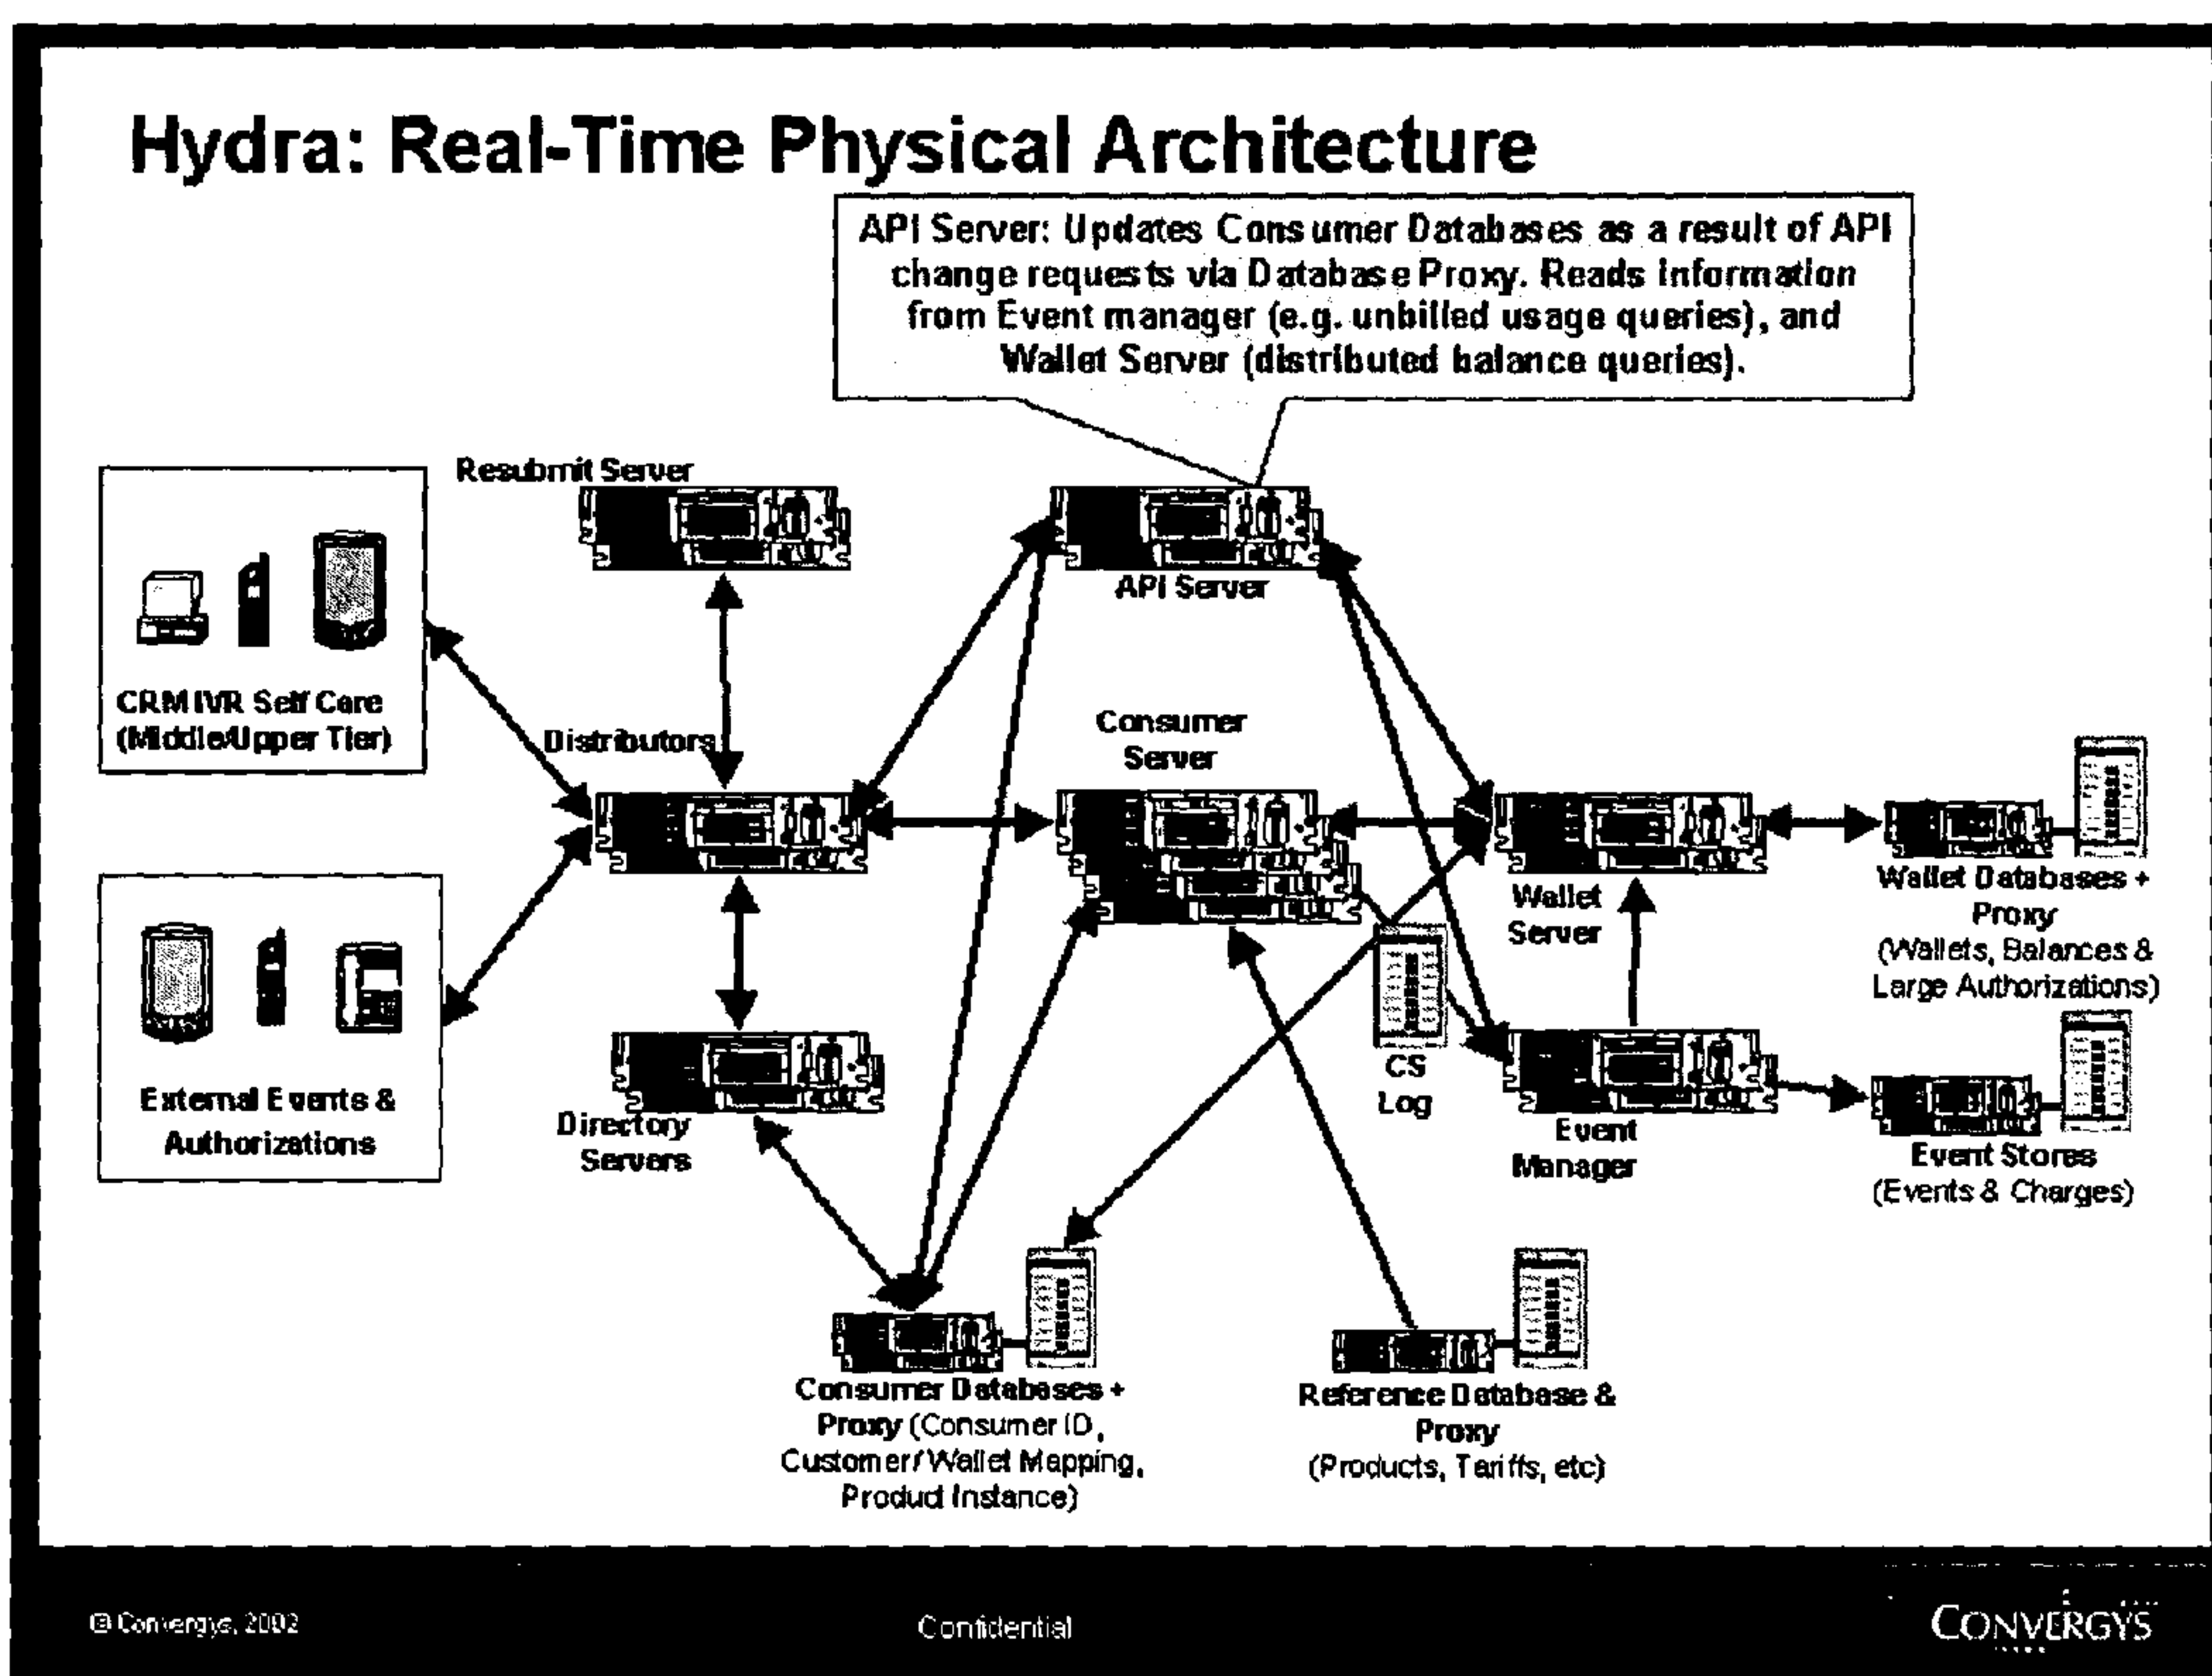 Hydra: Real-Time Physical Architecture
API Server: Updates Consumer Databases as a result of API
change requests via Database Proxy. Reads information
from Event manager (e.g. unbilled usage queries), and
Wallet Server (distributed balance queries).
Resubmit Server
API Server
CRM IVR Self Care
(Middle/Upper Tier)
Distributors
Consumer
Server
Wallet
Server
Wallet Databases +
Proxy
(Wallets, Balances &
Large Authorizations)
External Events &
Authorizations
Directory
Servers
CS
Log
Event
Manager
Event Stores
(Events & Charges)
Consumer Databases +
Proxy (Consumer ID,
Customer/Wallet Mapping,
Product Instance)
Reference Database &
Proxy
(Products, Tariffs, etc)
© Convergys, 2002
Confidential
CONVERGYS